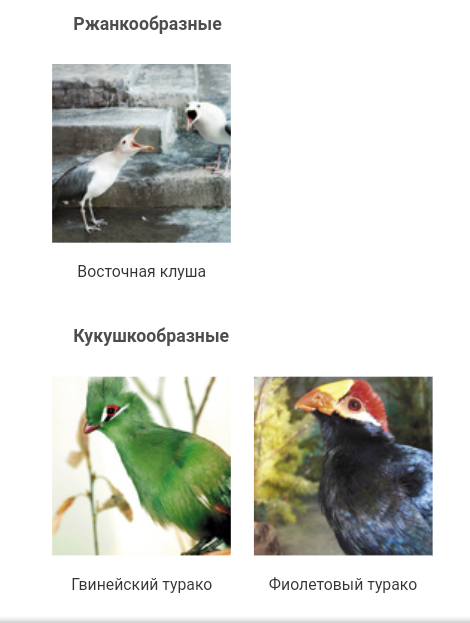 Ржанкообразные
Восточная клуша
Кукушкообразные
Гвинейский турако
Фиолетовый турако